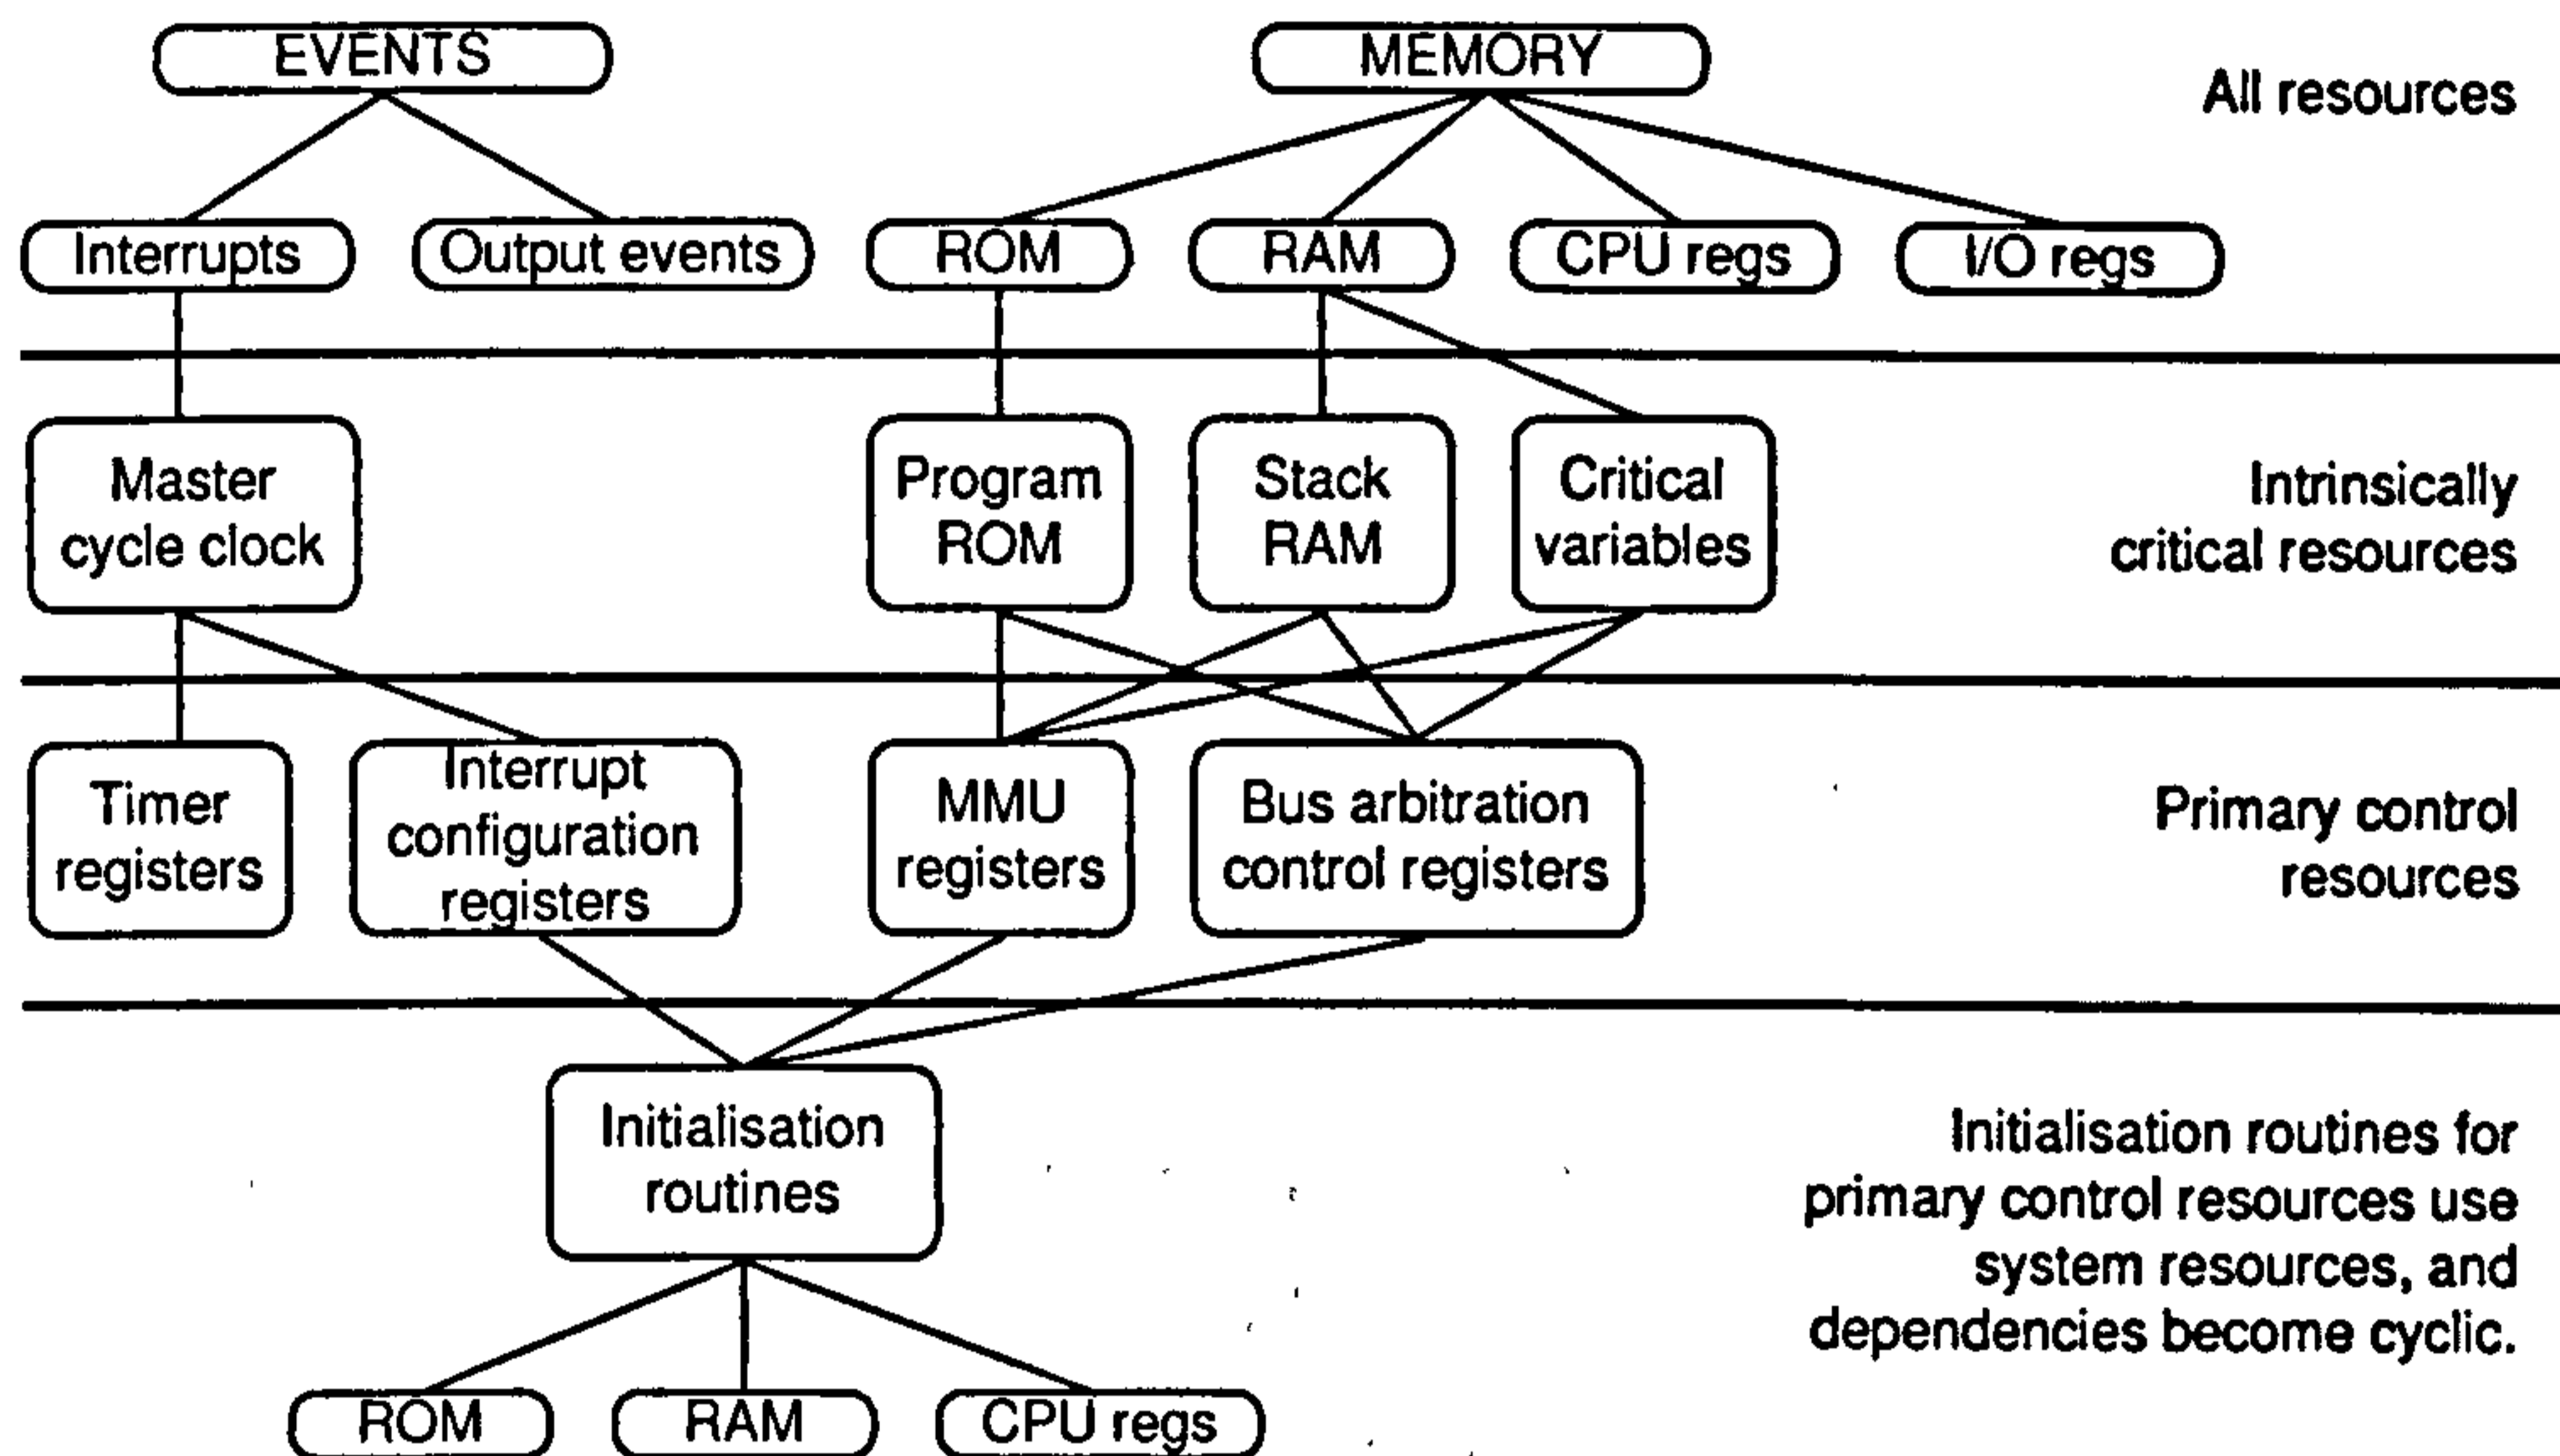 EVENTS
MEMORY
All resources
Interrupts
Output events
ROM
RAM
CPU regs
I/O regs
Master
cycle clock
Program
ROM
Stack
RAM
Critical
variables
Intrinsically
critical resources
Timer
registers
Interrupt
configuration
registers
MMU
registers
Bus arbitration
control registers
Primary control
resources
Initialisation
routines
Initialisation routines for
primary control resources use
system resources, and
dependencies become cyclic.
ROM
RAM
CPU regs